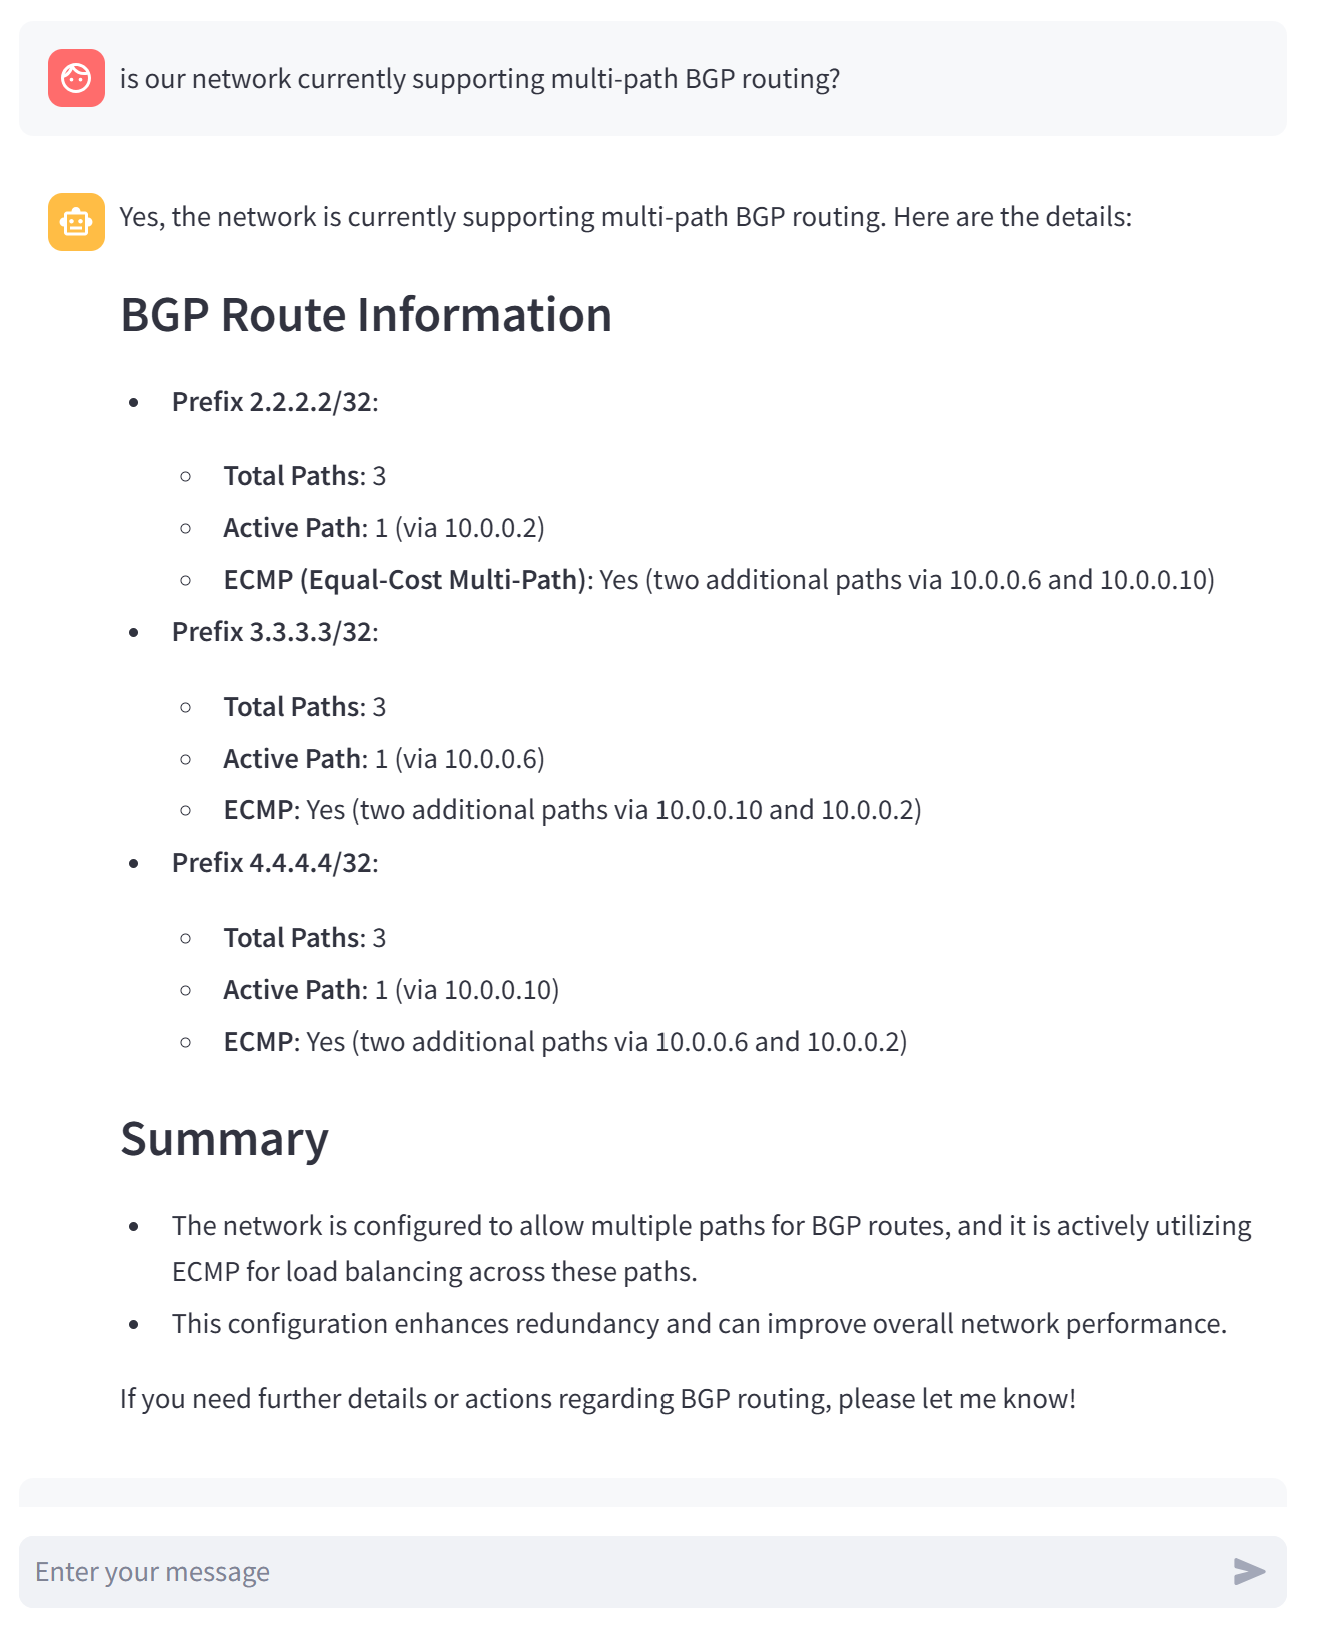 is our network currently supporting multi-path BGP routing?
Yes, the network is currently supporting multi-path BGP routing. Here are the details:
BGP Route Information
Prefix 2.2.2.2/32:
Total Paths: 3
Active Path: 1 (via 10.0.0.2)
ECMP (Equal-Cost Multi-Path): Yes (two additional paths via 10.0.0.6 and 10.0.0.10)
Prefix 3.3.3.3/32:
Total Paths: 3
Active Path: 1 (via 10.0.0.6)
ECMP: Yes (two additional paths via 10.0.0.10 and 10.0.0.2)
Prefix 4.4.4.4/32:
Total Paths: 3
Active Path: 1 (via 10.0.0.10)
ECMP: Yes (two additional paths via 10.0.0.6 and 10.0.0.2)
Summary
The network is configured to allow multiple paths for BGP routes, and it is actively utilizing
ECMP for load balancing across these paths.
This configuration enhances redundancy and can improve overall network performance.
If you need further details or actions regarding BGP routing, please let me know!
Enter your message